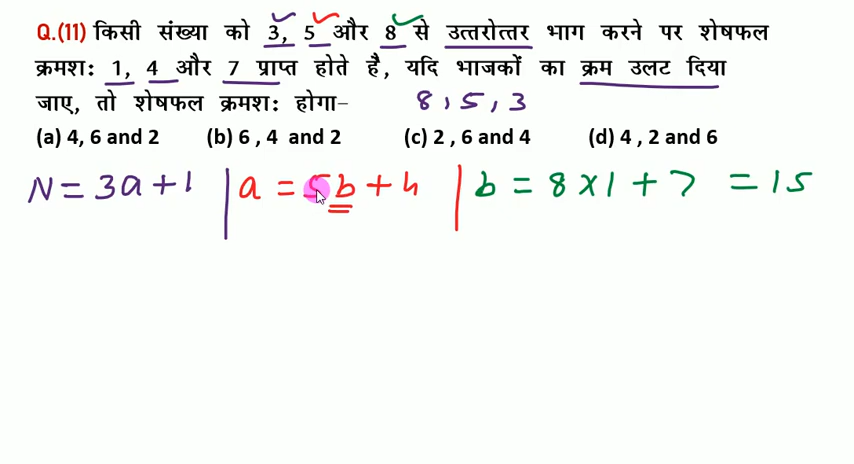 Q.(11) किसी संख्या को 3, 5 और 8 से उत्तरोत्तर भाग करने पर शेषफल
क्रमश: 1, 4 और 7 प्राप्त होते है, यदि भाजकों का क्रम उलट दिया
जाए, तो शेषफल क्रमश: होगा- 8, 5, 3
(a) 4, 6 and 2 (b) 6 , 4 and 2 (c) 2 , 6 and 4 (d) 4 , 2 and 6
N = 3a + 1 | a = 5b + 4 | b = 8 × 1 + 7 = 15